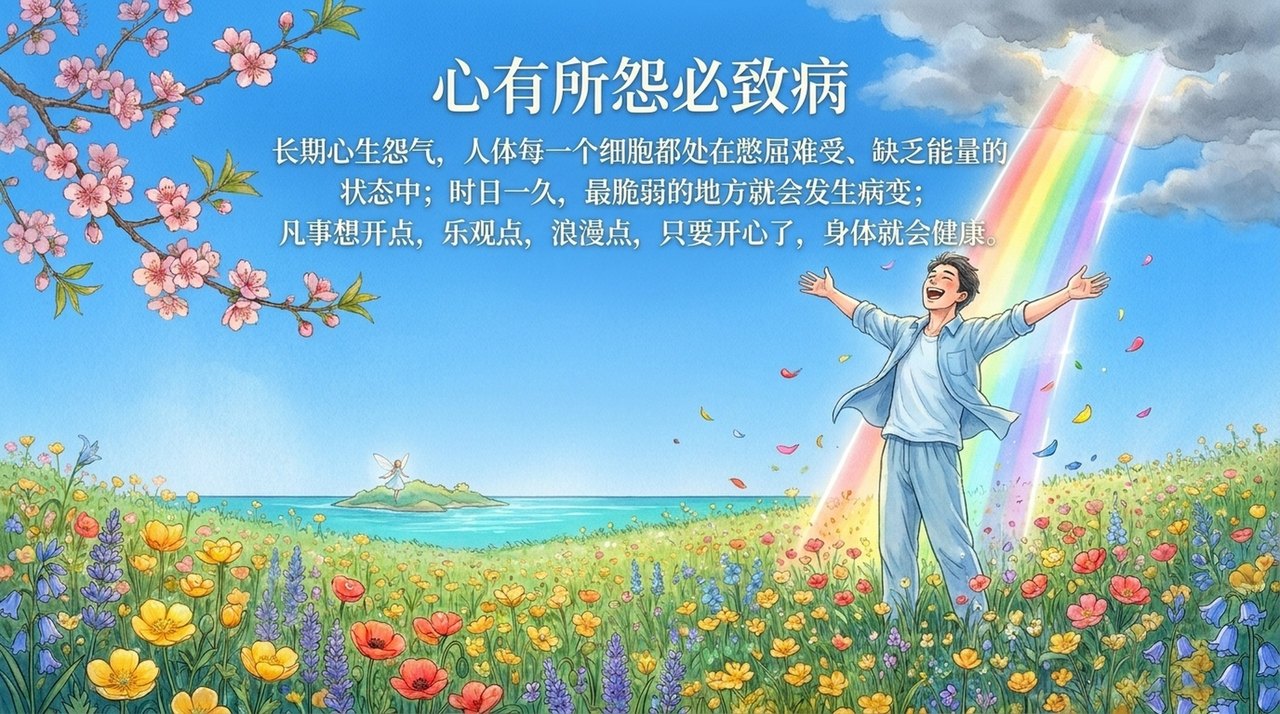 心有所怨必致病
长期心生怨气，人体每一个细胞都处在憋屈难受、缺乏能量的
状态中；时日一久，最脆弱的地方就会发生病变；
凡事想开点，乐观点，浪漫点，只要开心了，身体就会健康。